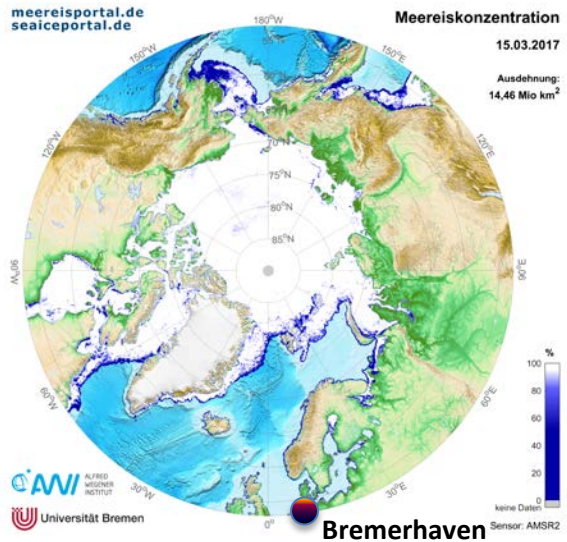 meereisportal.de
seaiceportal.de
Meereiskonzentration
15.03.2017
Ausdehnung:
14,46 Mio km²
180°W
150°W
150°E
120°W
120°E
70°N
75°N
80°N
85°N
90°W
90°E
60°W
60°E
30°W
30°E
0°
%
100
80
60
40
20
0
keine Daten
Sensor: AMSR2
AWI
ALFRED
WEGENER
INSTITUT
Universität Bremen
Bremerhaven